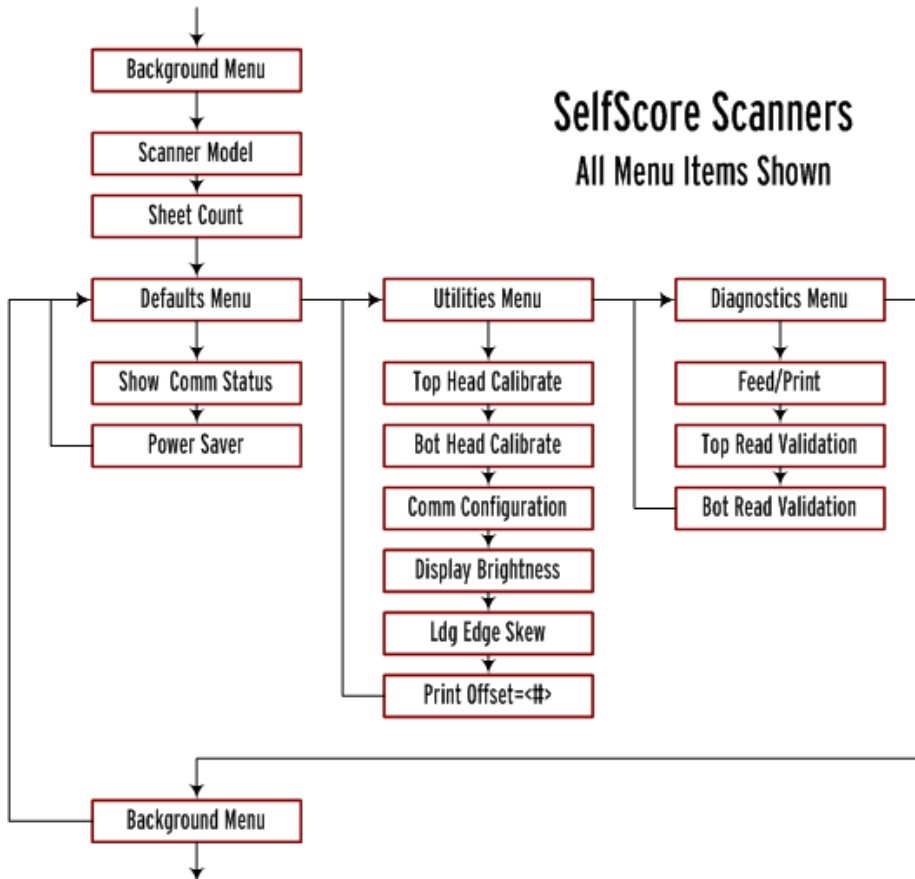 Background Menu
SelfScore Scanners
All Menu Items Shown
Scanner Model
Sheet Count
Defaults Menu
Show Comm Status
Power Saver
Utilities Menu
Top Head Calibrate
Bot Head Calibrate
Comm Configuration
Display Brightness
Ldg Edge Skew
Print Offset=<#>
Diagnostics Menu
Feed/Print
Top Read Validation
Bot Read Validation
Background Menu